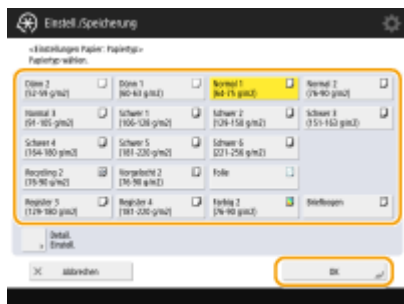 Einstell./Speicherung
<Einstellungen Papier: Papiertyp>
Papiertyp wählen.
Dünn 2
(52-59 g/m2)
Dünn 1
(60-63 g/m2)
Normal 1
(64-75 g/m2)
Normal 2
(76-90 g/m2)
Normal 3
(91-105 g/m2)
Schwer 1
(106-128 g/m2)
Schwer 2
(129-150 g/m2)
Schwer 3
(151-163 g/m2)
Schwer 4
(164-180 g/m2)
Schwer 5
(181-220 g/m2)
Schwer 6
(221-256 g/m2)
Recycling 2
(76-90 g/m2)
Vorgelocht 2
(76-90 g/m2)
Folie
Register 3
(129-180 g/m2)
Register 4
(181-220 g/m2)
Farbig 2
(76-90 g/m2)
Briefbogen
Detail.
Einstell.
Abbrechen
OK